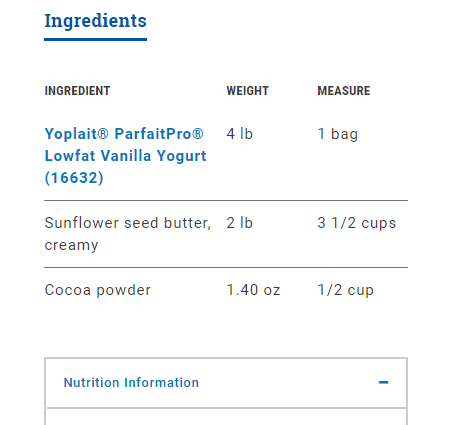 Ingredients
INGREDIENT WEIGHT MEASURE
Yoplait® ParfaitPro® 4 lb 1 bag
Lowfat Vanilla Yogurt
(16632)
Sunflower seed butter, 2 lb 3 1/2 cups
creamy
Cocoa powder 1.40 oz 1/2 cup
Nutrition Information −